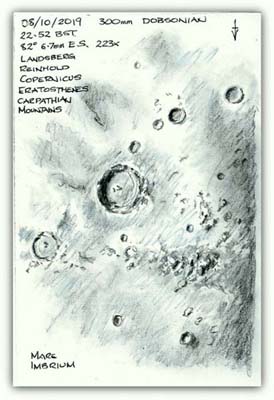 08/10/2019 300mm DOBSONIAN
22:52 BST
82° 6.7mm E.S. 223x
LANDSBERG
REINHOLD
COPERNICUS
ERATOSTHENES
CARPATHIAN
MOUNTAINS
MARE
IMBRIUM